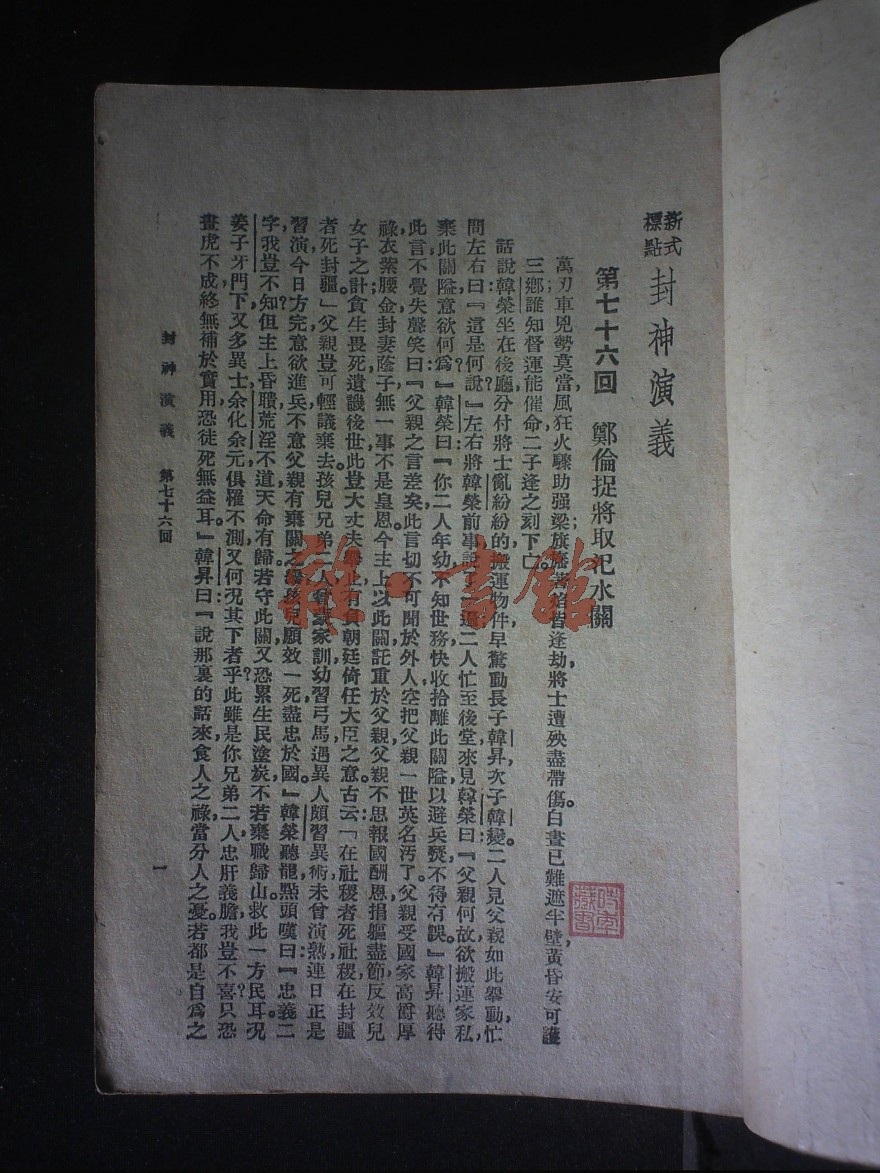 新式標點 封神演義
第七十六回 鄭倫捉將取汜水關
萬刃車兇勢莫當，風狂火驟助强梁；旗旛著焰皆逢劫，將士遭殃盡帶傷。白晝已難遮半壁，黃昏安可護
三鄉；誰知督運能催命，二子逢之刻下亡。
話說韓榮坐在後廳，分付將士，亂紛紛的搬運物件，早驚動長子韓昇，次子韓變。二人見父親如此舉動，忙
問左右曰：『這是何說？』左右將韓榮前事說了一遍，二人忙至後堂來見韓榮曰：『父親何故欲搬運家私，
棄此關隘，意欲何為？』韓榮曰：『你二人年幼，不知世務，快收拾離此關隘，以避兵燹，不得有誤。』韓昇聽得
此言，不覺失聲笑曰：『父親之言差矣！此言切不可聞於外人，空把父親一世英名污了。父親受國家高爵厚
祿，衣紫腰金，封妻蔭子，無一事不是皇恩。今主上以此關託重於父親，父親不思報國酬恩，捐軀盡節，反效兒
女子之計，貪生畏死，遺譏後世，此豈大丈夫舉止，有負朝廷倚任大臣之意。古云：「在社稷者死社稷，在封疆
者死封疆。」父親豈可輕議棄去。孩兒兄弟二人，曾蒙家訓，幼習弓馬，遇異人，頗習異術，未曾演熟，連日正是
習演，今日方完，意欲進兵，不意父親有棄關之舉，孩兒願效一死，盡忠於國。』韓榮聽罷，點頭嘆曰：『忠義二
字，我豈不知？但主上昏聵，荒淫不道，天命有歸，若守此關，又恐累生民塗炭，不若棄職歸山，救此一方民耳。况
姜子牙門下又多異士，余化余元俱罹不測，又何况其下者乎？此雖是你兄弟二人忠肝義膽，我豈不喜？只恐
畫虎不成，終無補於實用，恐徒死無益耳。』韓昇曰：『說那裏的話來？食人之祿，當分人之憂。若都是自為之
封神演義 第七十六回
一
雜·書館
藏書